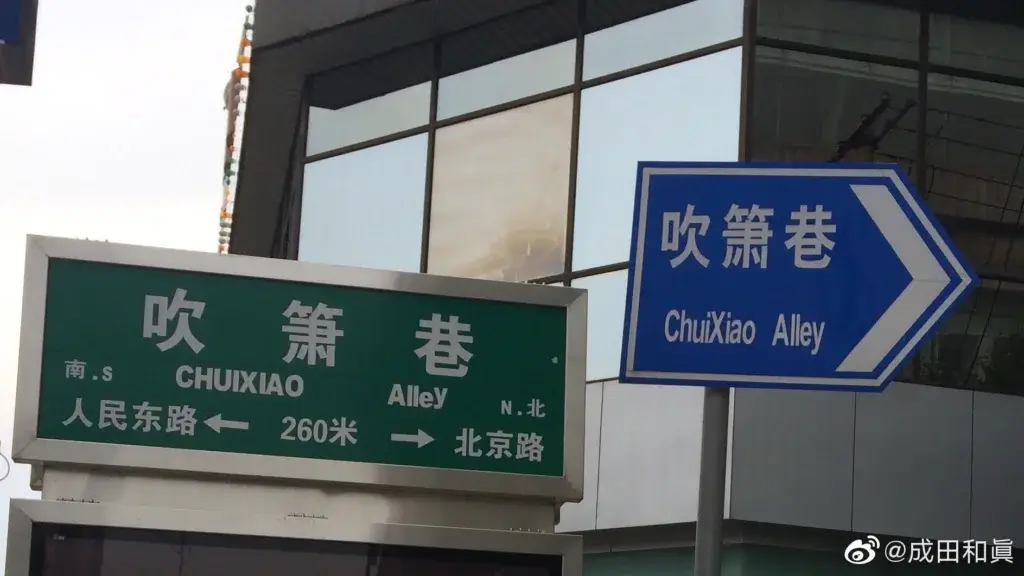 吹箫巷
南.S CHUIXIAO Alley N.北
人民东路 ← 260米 → 北京路
吹箫巷
ChuiXiao Alley
@成田和眞